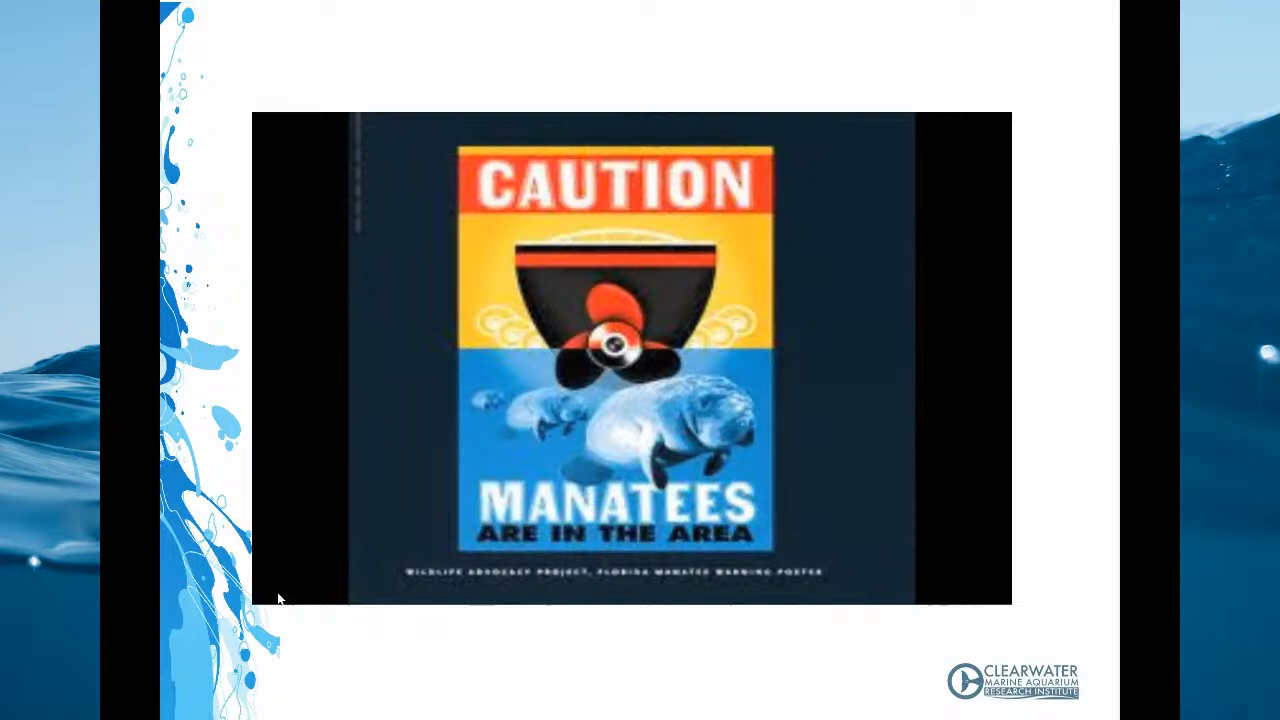 CAUTION
MANATEES
ARE IN THE AREA
WILDLIFE ADVOCACY PROJECT, FLORIDA MANATEE WARNING POSTER
CLEARWATER
MARINE AQUARIUM
RESEARCH INSTITUTE